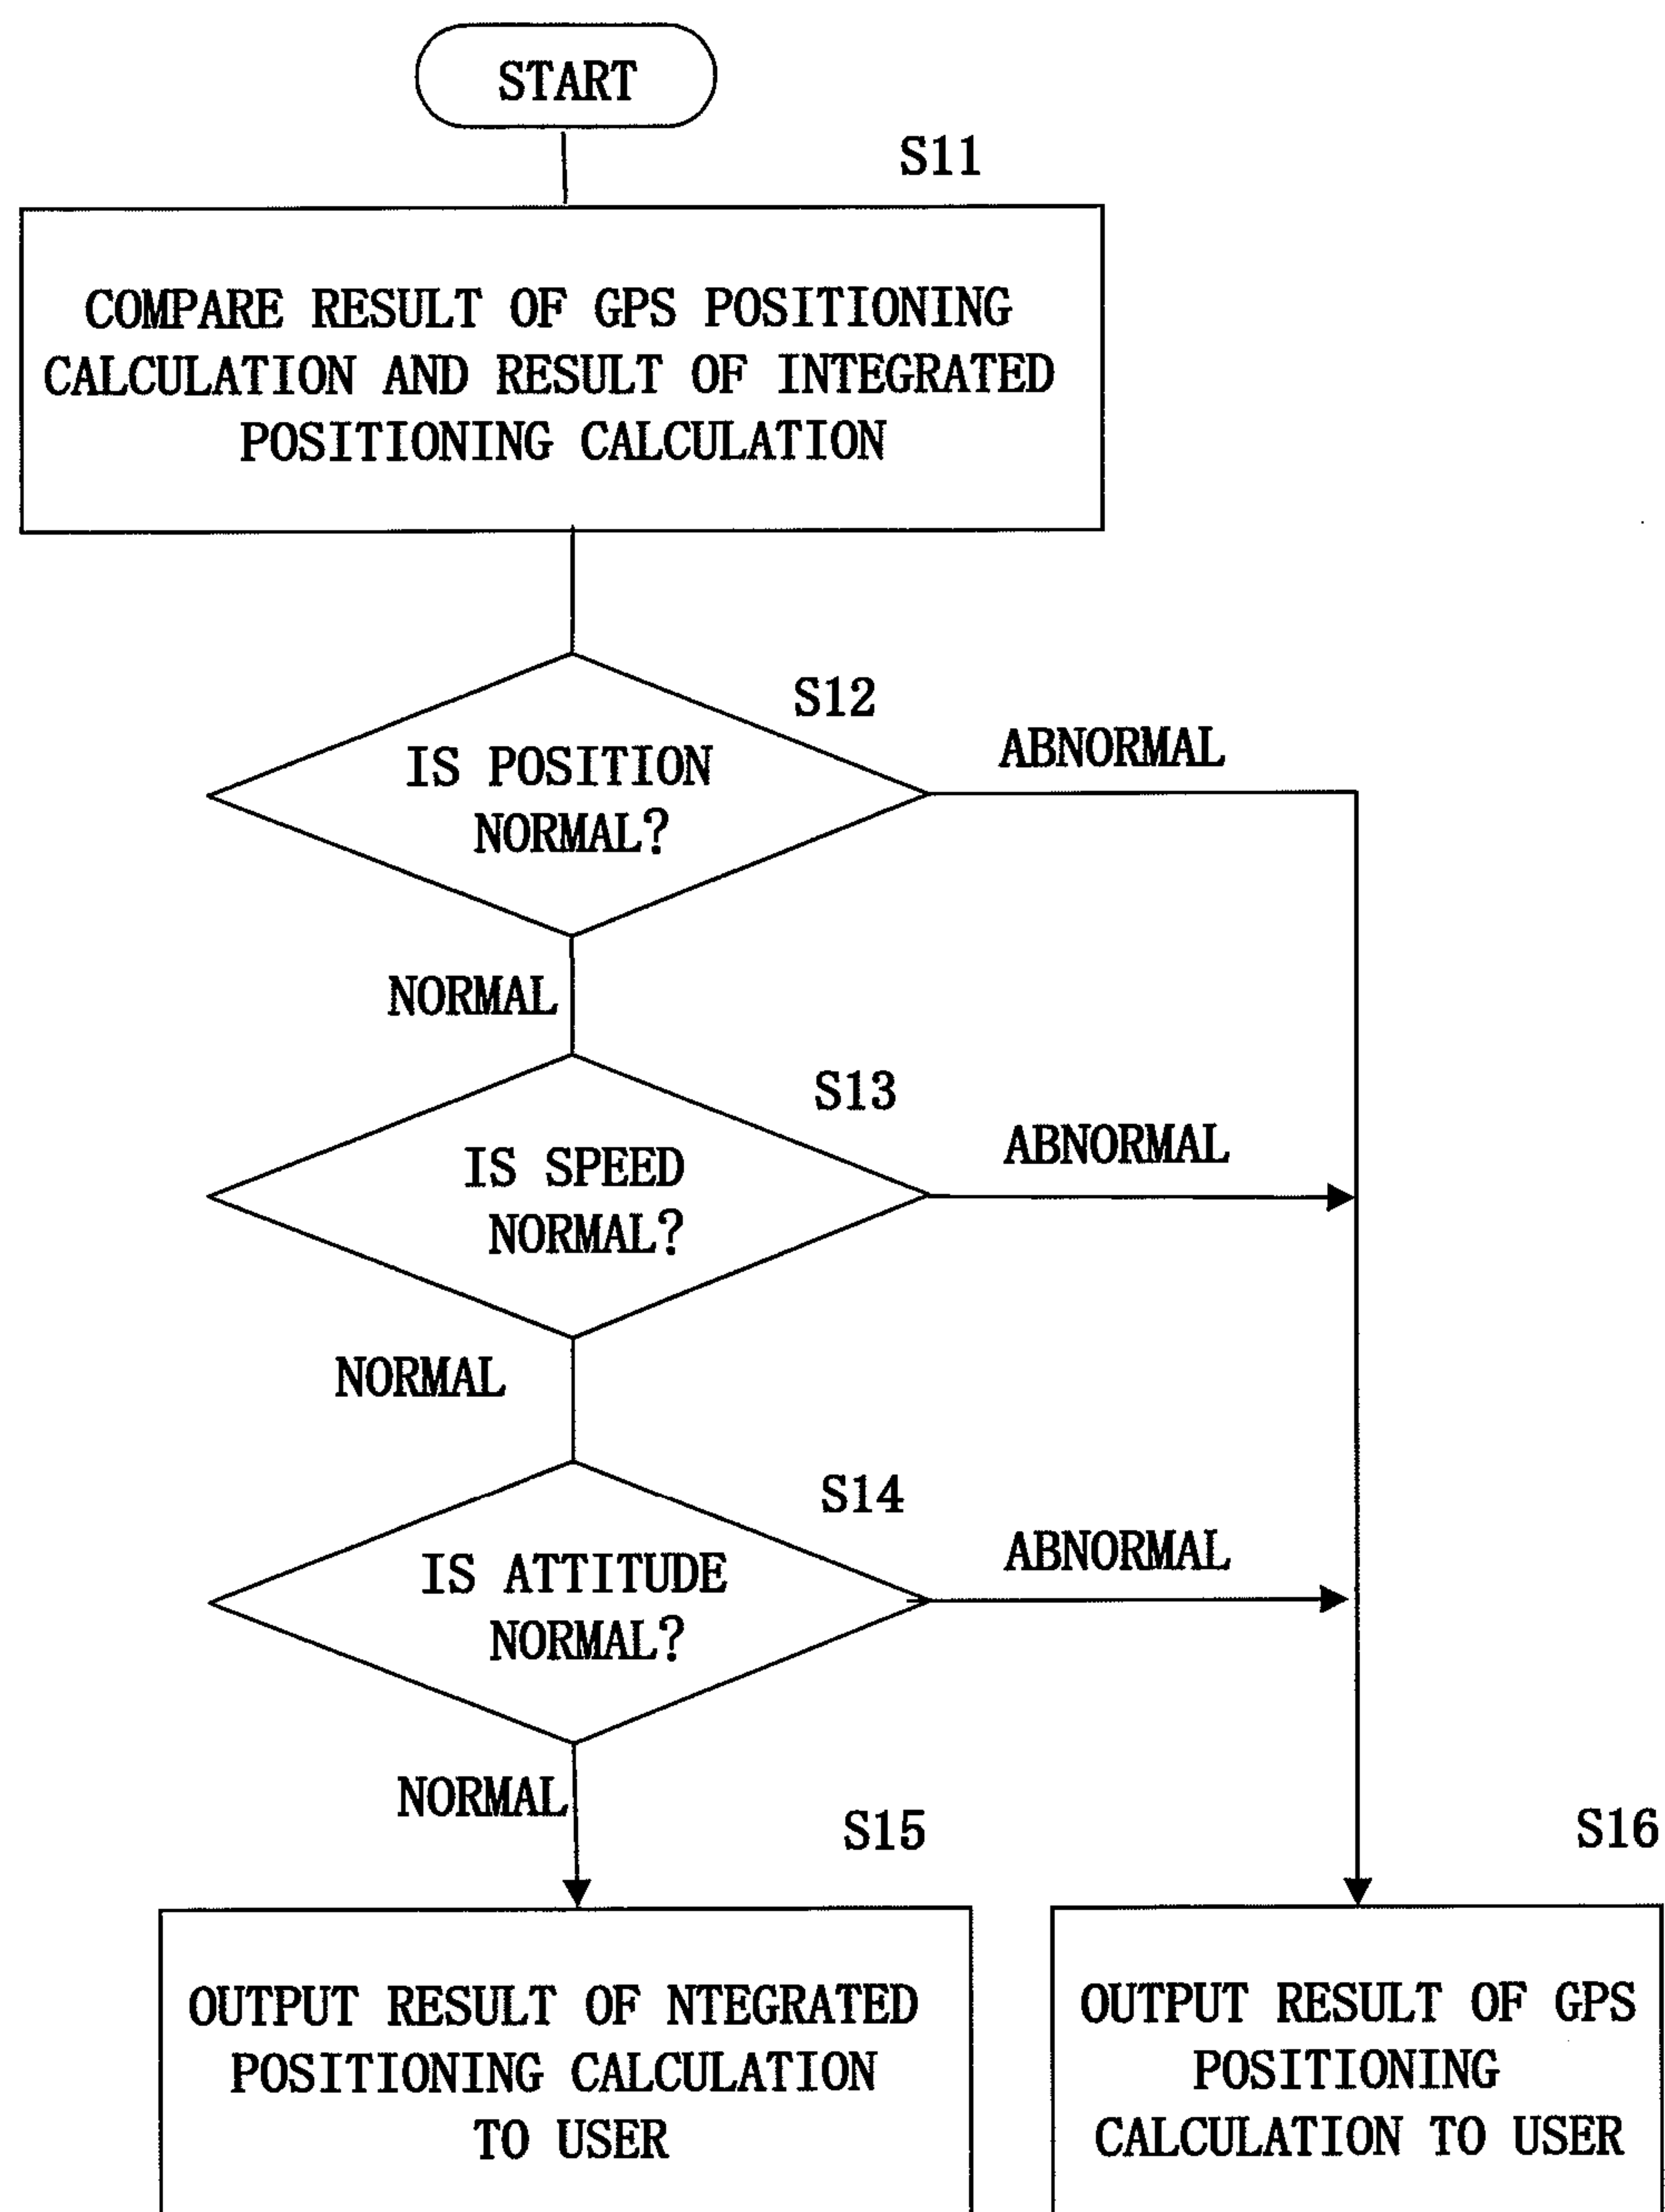 START
S11
COMPARE RESULT OF GPS POSITIONING
CALCULATION AND RESULT OF INTEGRATED
POSITIONING CALCULATION
S12
IS POSITION
NORMAL?
ABNORMAL
NORMAL
S13
IS SPEED
NORMAL?
ABNORMAL
NORMAL
S14
IS ATTITUDE
NORMAL?
ABNORMAL
NORMAL
S15
OUTPUT RESULT OF NTEGRATED
POSITIONING CALCULATION
TO USER
S16
OUTPUT RESULT OF GPS
POSITIONING
CALCULATION TO USER